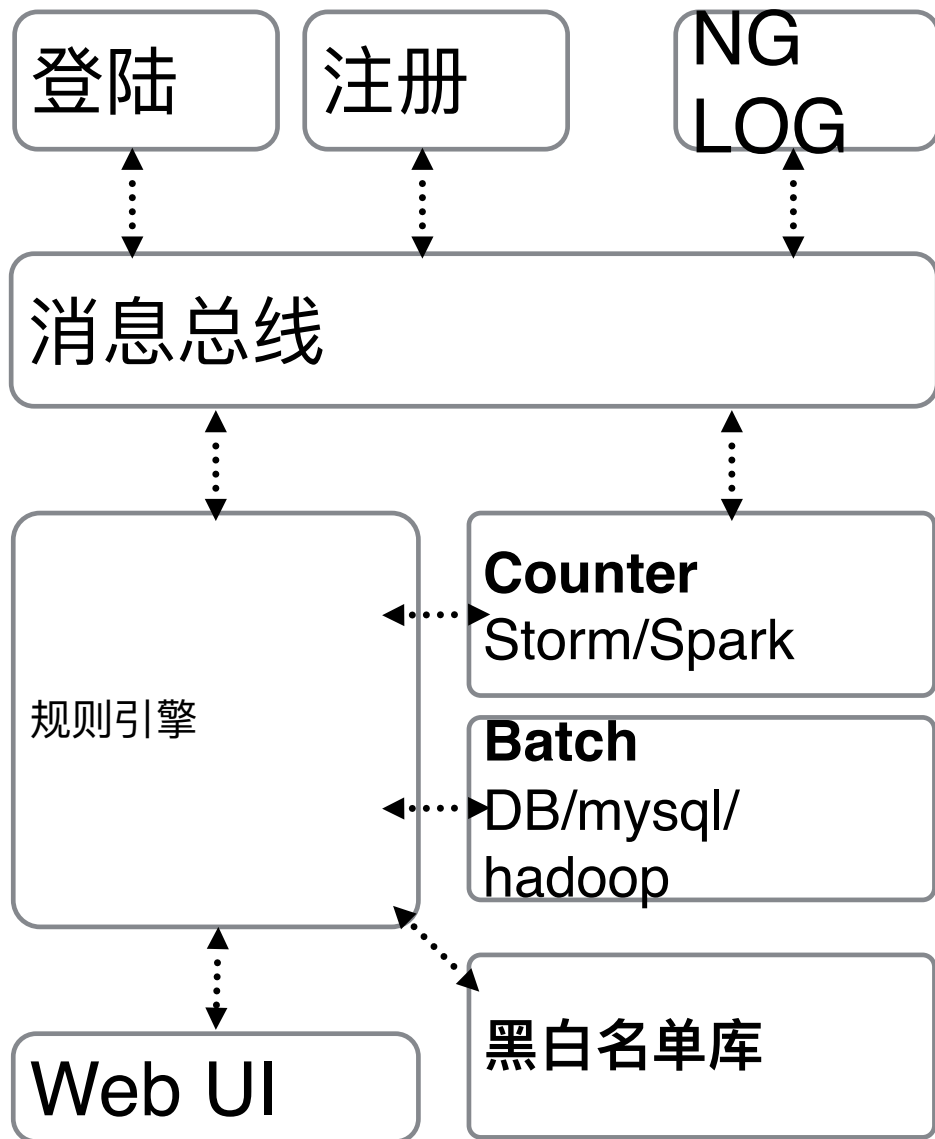 登陆
注册
NG
LOG
消息总线
规则引擎
Counter
Storm/Spark
Batch
DB/mysql/
hadoop
黑白名单库
Web UI